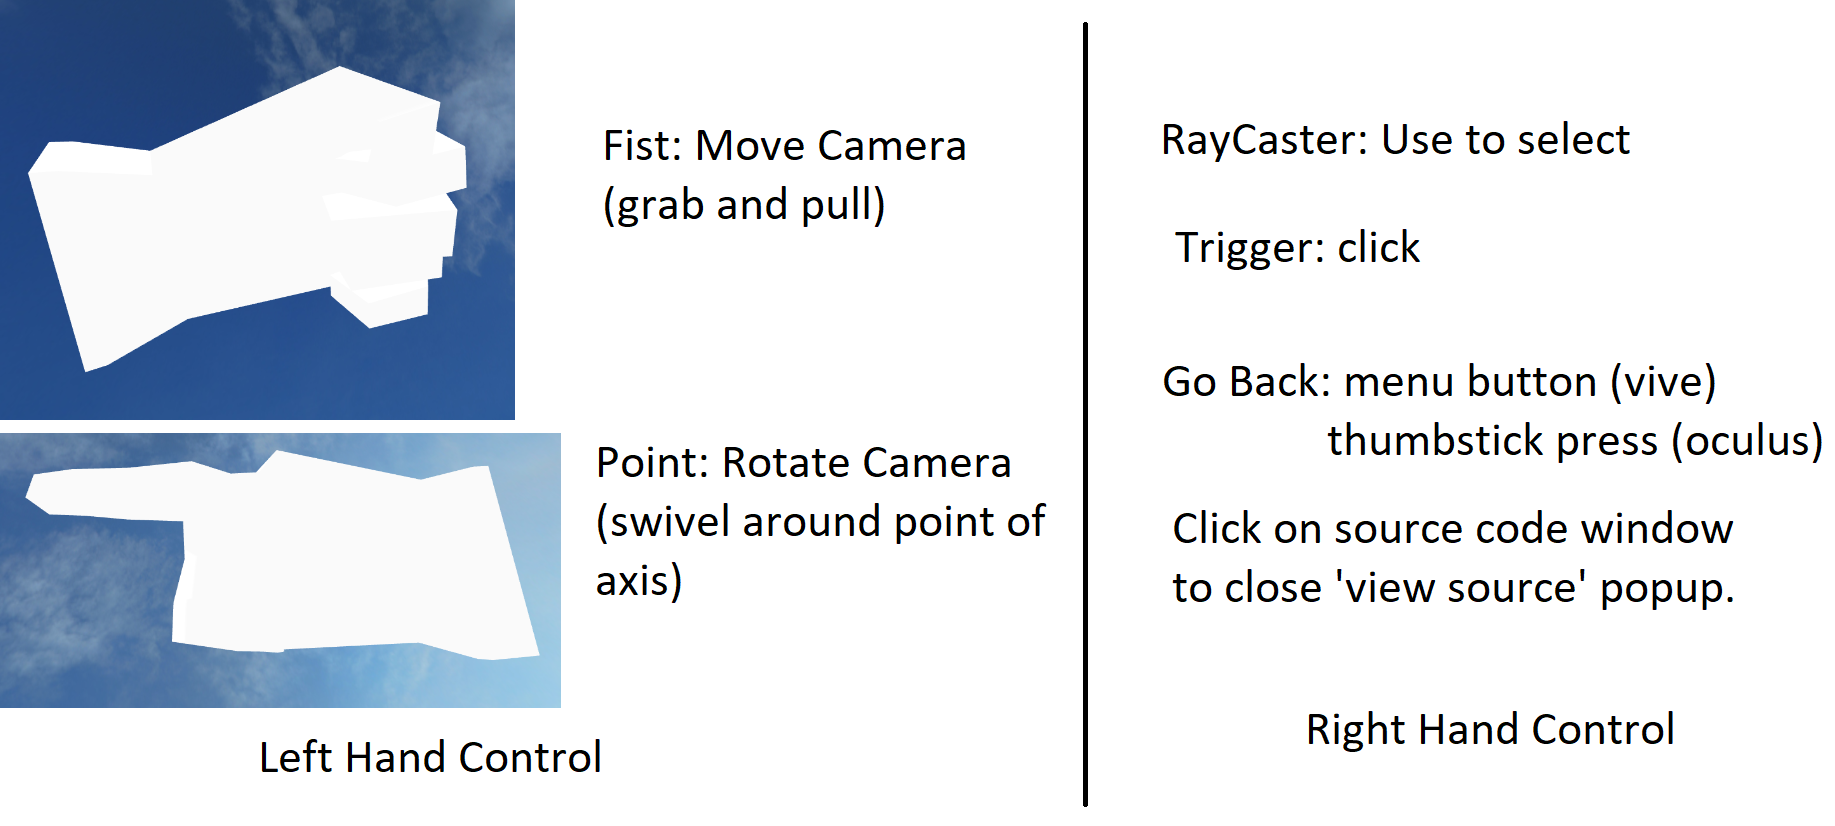 Fist: Move Camera
(grab and pull)
Point: Rotate Camera
(swivel around point of
axis)
Left Hand Control
RayCaster: Use to select
Trigger: click
Go Back: menu button (vive)
thumbstick press (oculus)
Click on source code window
to close 'view source' popup.
Right Hand Control